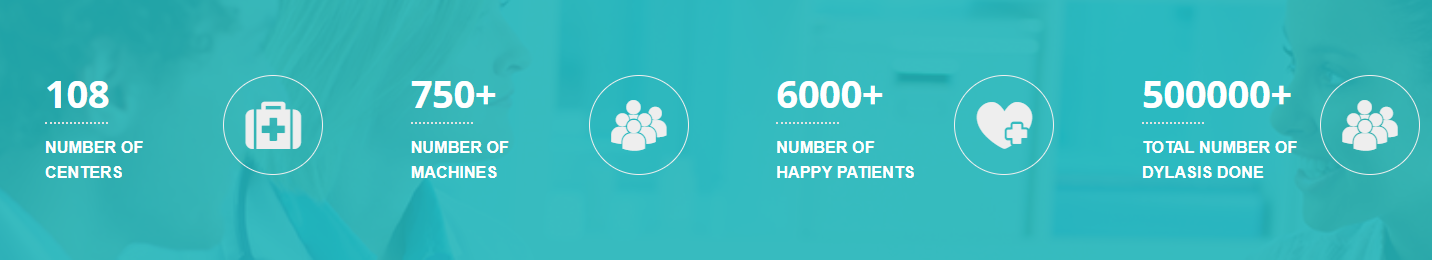 108
NUMBER OF
CENTERS
750+
NUMBER OF
MACHINES
6000+
NUMBER OF
HAPPY PATIENTS
500000+
TOTAL NUMBER OF
DYLASIS DONE